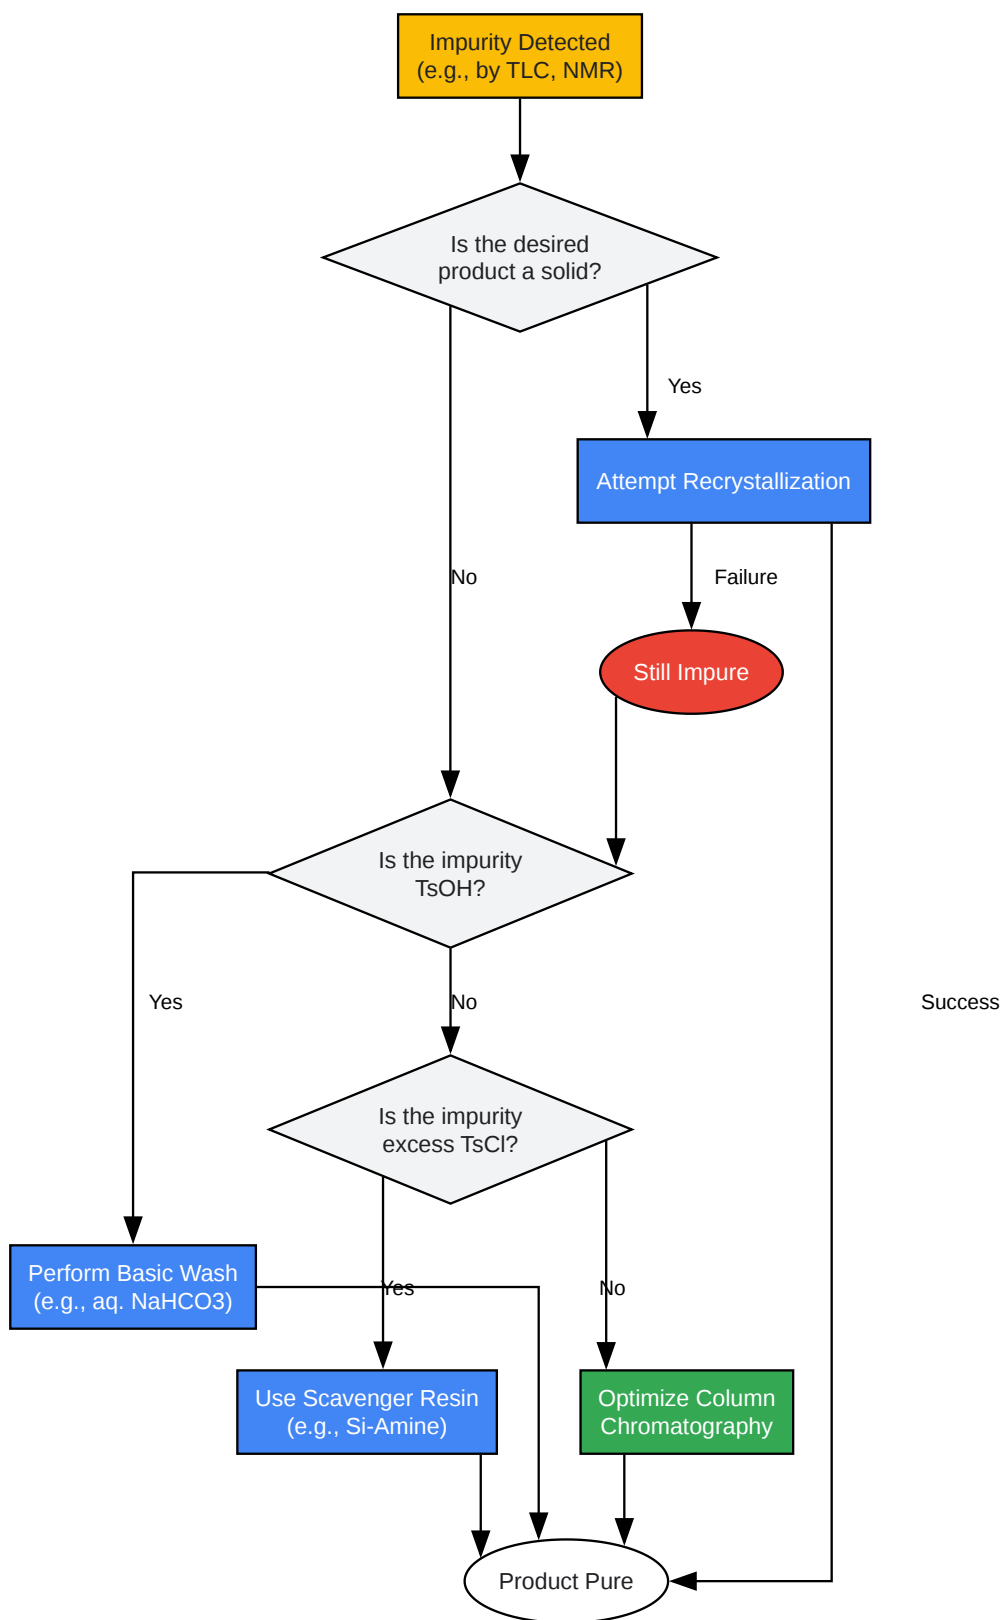 Impurity Detected
(e.g., by TLC, NMR)
Is the desired
product a solid?
Yes
Attempt Recrystallization
No
Failure
Still Impure
Is the impurity
TsOH?
Yes
No
Success
Is the impurity
excess TsCl?
Perform Basic Wash
(e.g., aq. NaHCO3)
Yes
No
Use Scavenger Resin
(e.g., Si-Amine)
Optimize Column
Chromatography
Product Pure